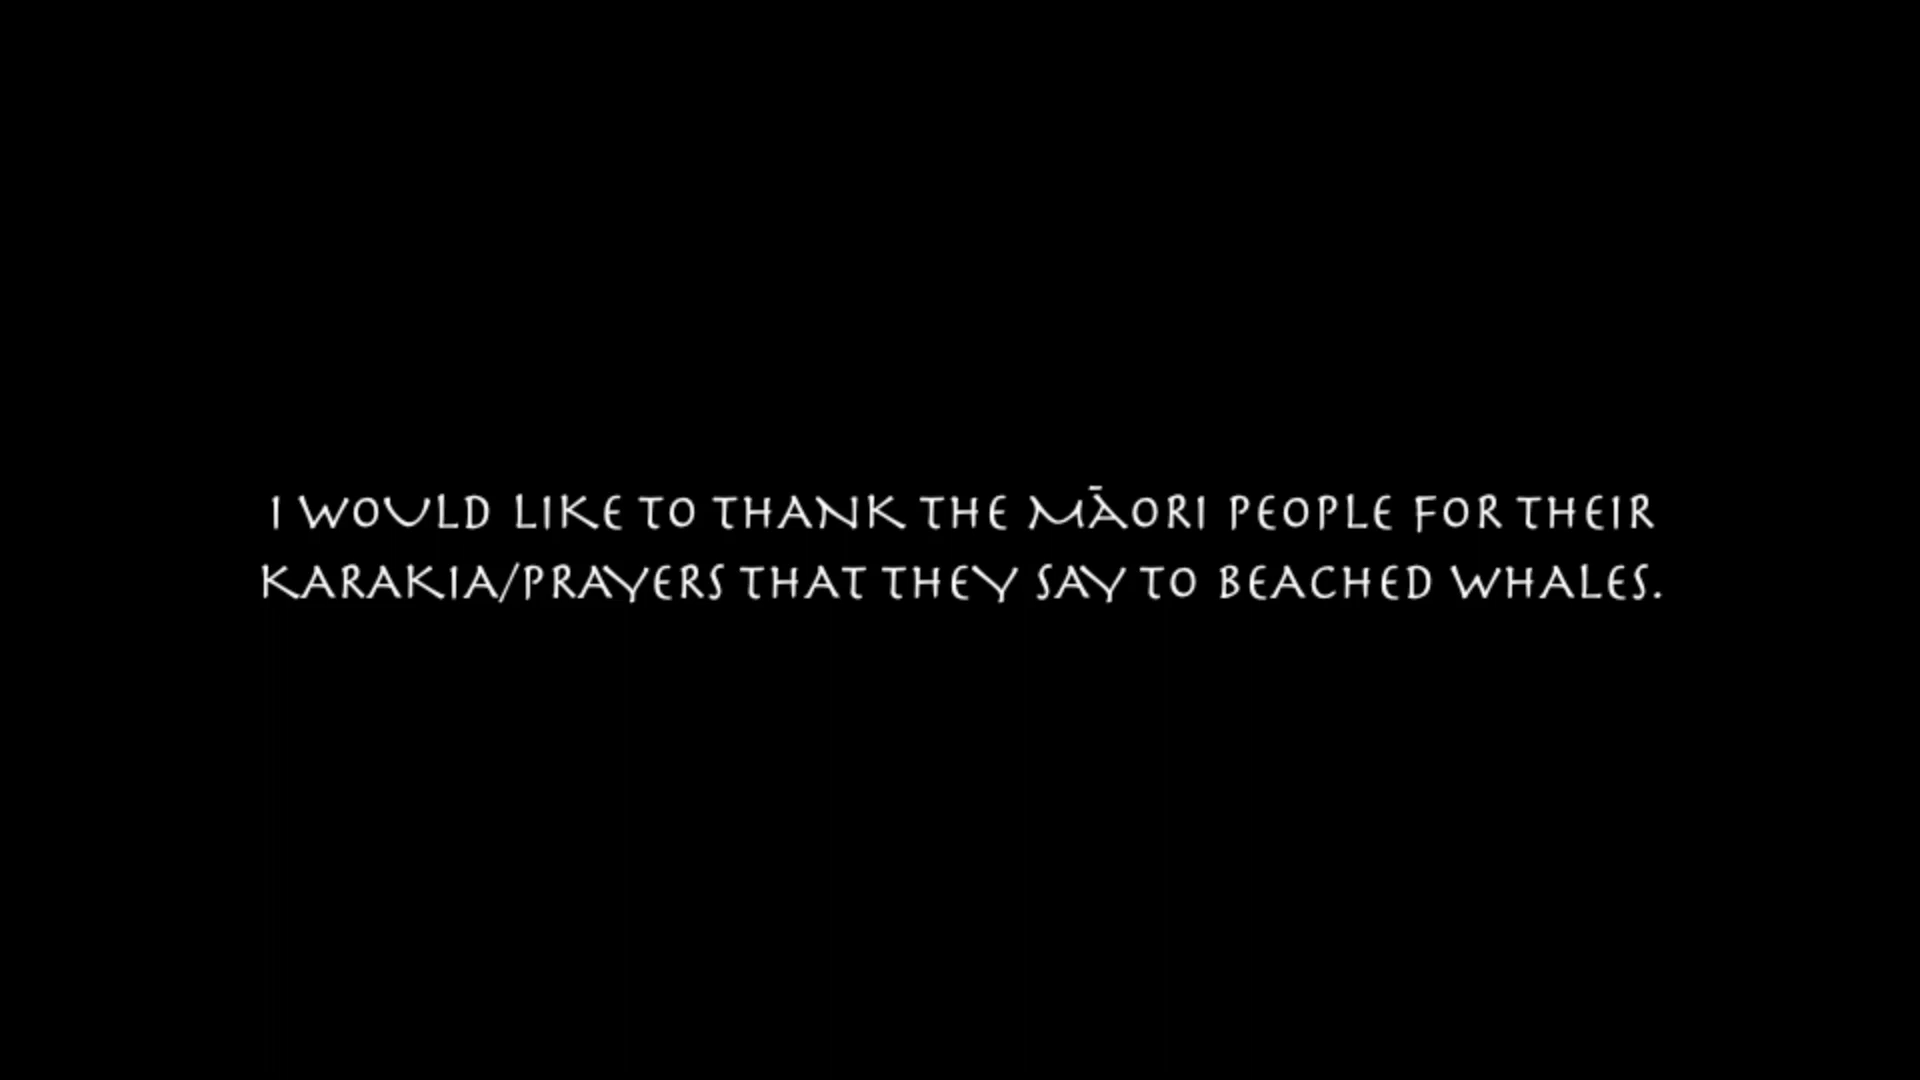 I WOULD LIKE TO THANK THE MĀORI PEOPLE FOR THEIR
KARAKIA/PRAYERS THAT THEY SAY TO BEACHED WHALES.